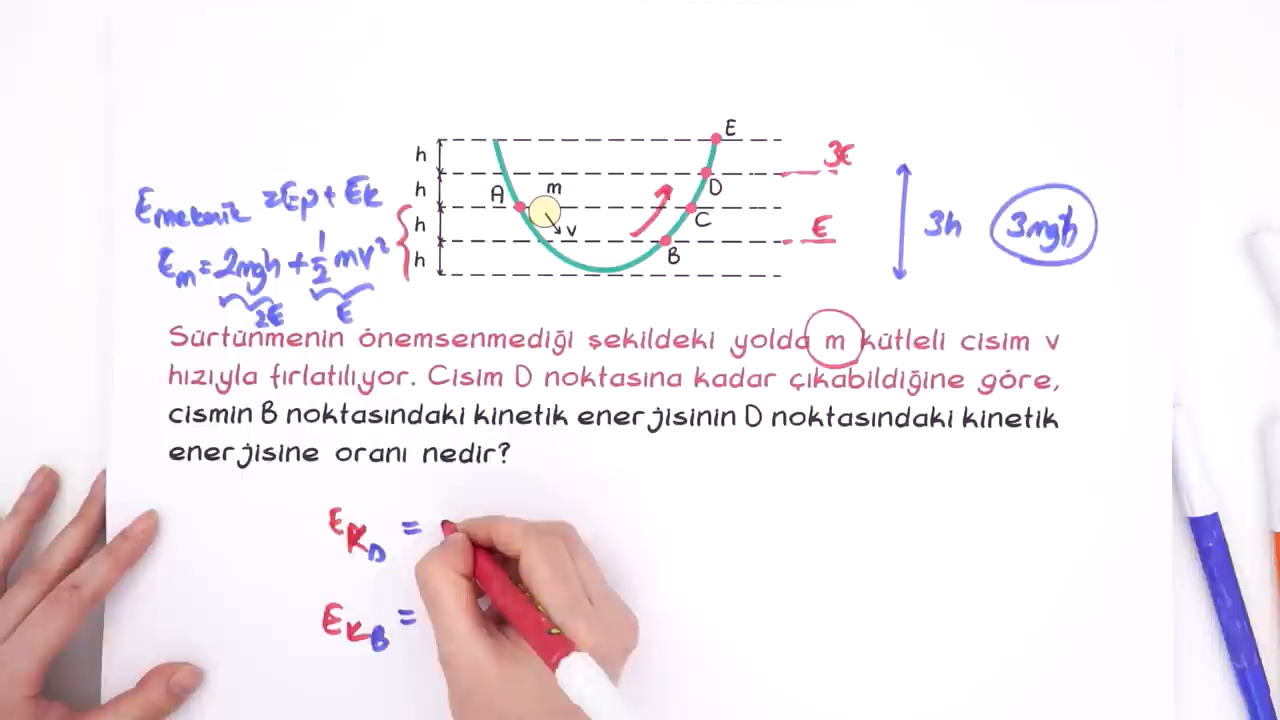 E
3E
h
h
D
A
m
C
h
v
E
B
h
Emekanik = Ep + Ek
Em = 2mgh + 1/2 mv²
2E
E
3h
3mgh
Sürtünmenin önemsenmediği şekildeki yolda m kütleli cisim v
hızıyla fırlatılıyor. Cisim D noktasına kadar çıkabildiğine göre,
cismin B noktasındaki kinetik enerjisinin D noktasındaki kinetik
enerjisine oranı nedir?
EKD =
EKB =